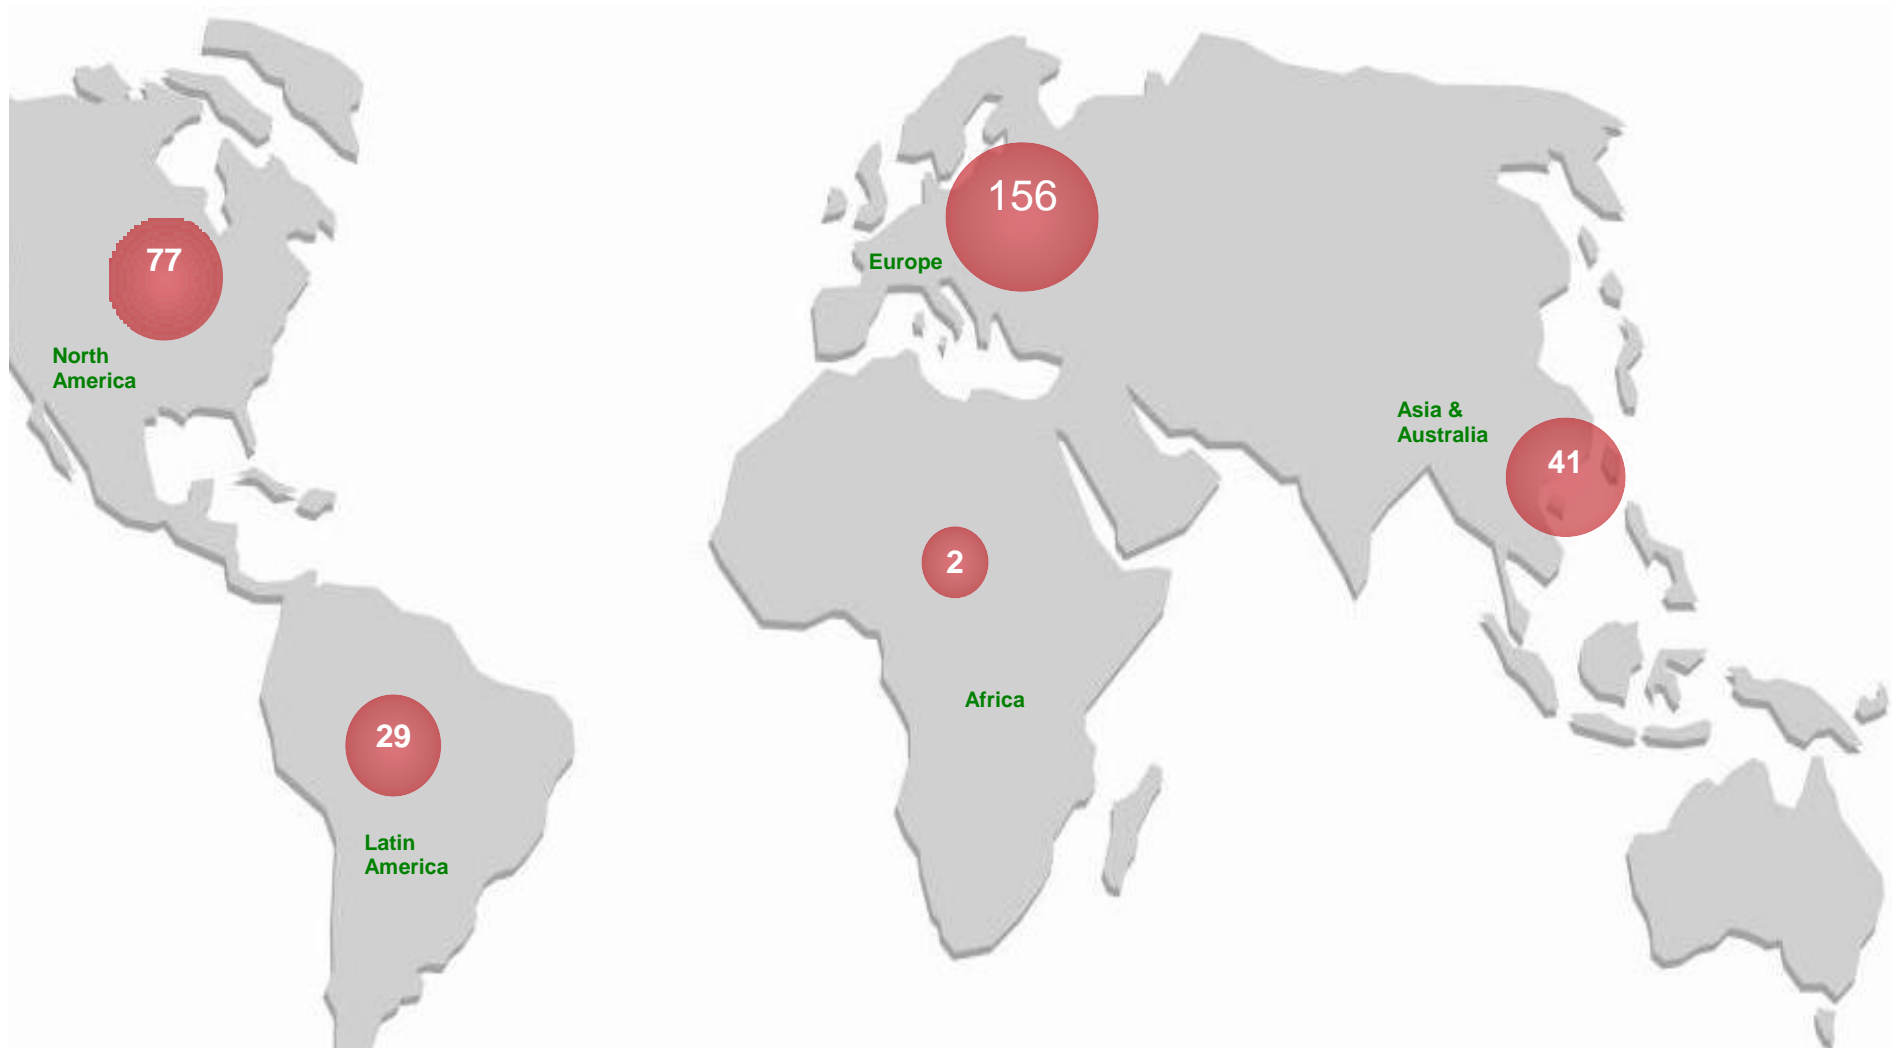 156
77
Europe
North
America
Asia &
Australia
41
2
Africa
29
Latin
America